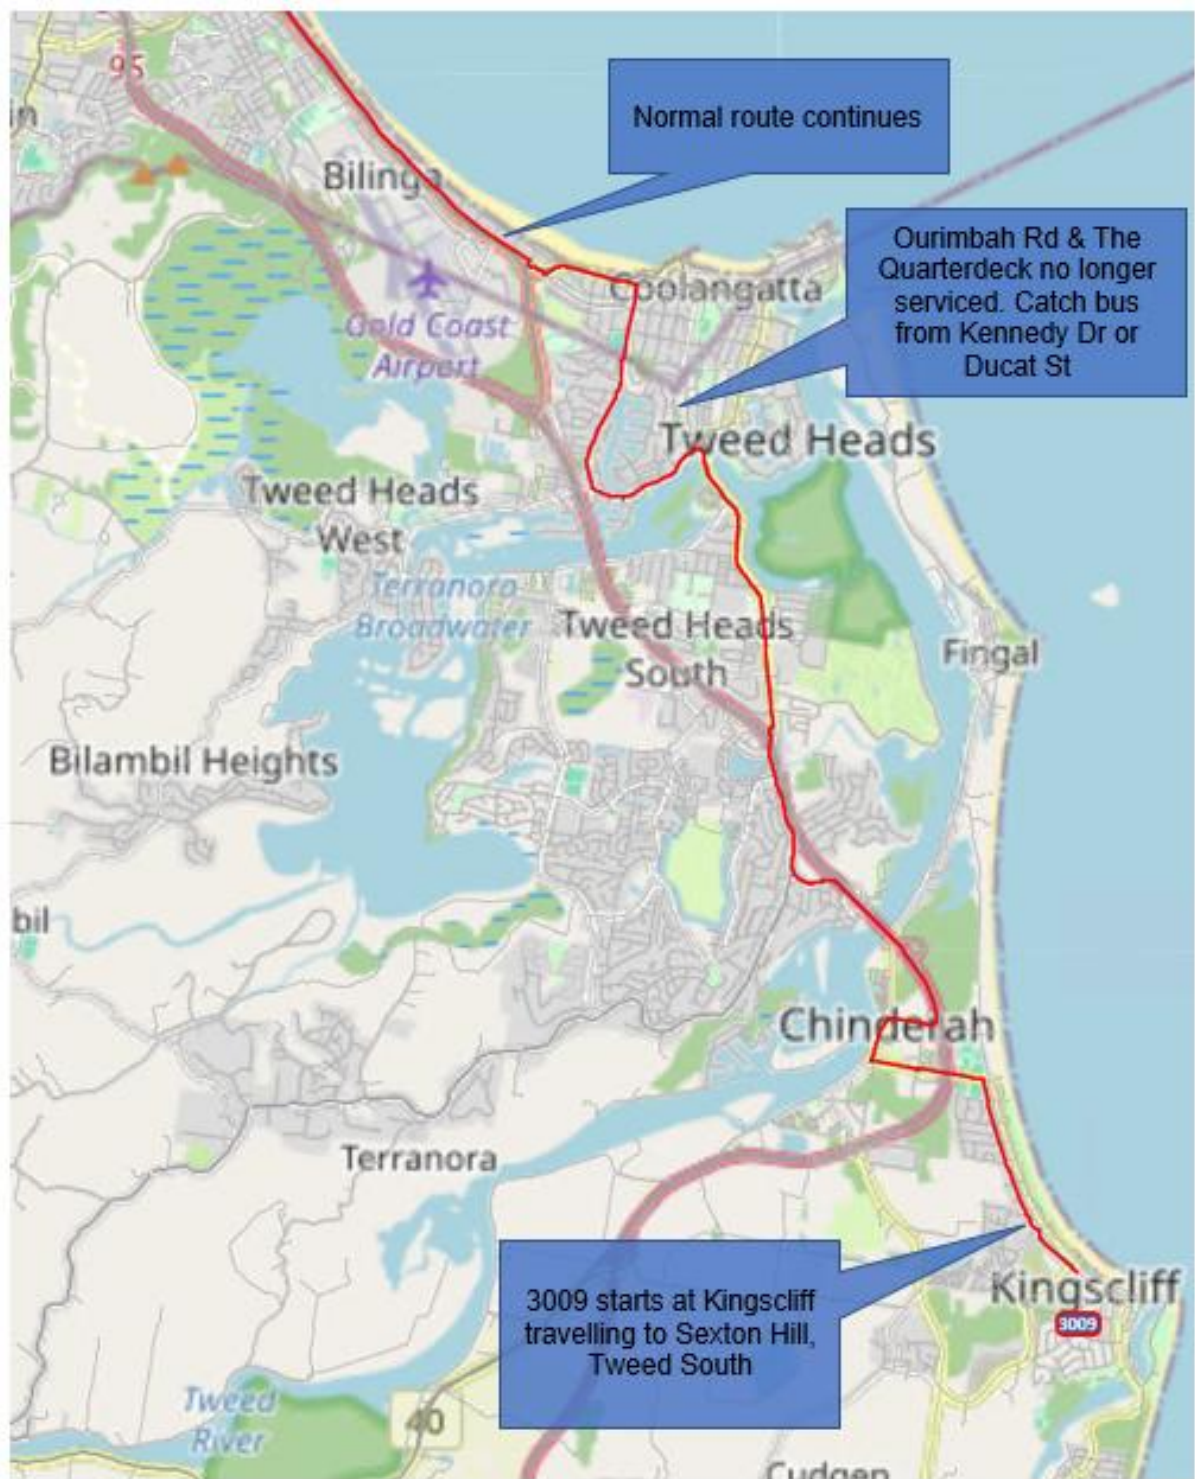 95
in
Normal route continues
Bilinga
Ourimbah Rd & The
Quarterdeck no longer
serviced. Catch bus
from Kennedy Dr or
Ducat St
Coolangatta
Gold Coast
Airport
Tweed Heads
Tweed Heads
West
Terranora
Broadwater
Tweed Heads
South
Fingal
Bilambil Heights
bil
Chinderah
Terranora
3009 starts at Kingscliff
travelling to Sexton Hill,
Tweed South
Kingscliff
3009
Tweed
River
40
Cudgen